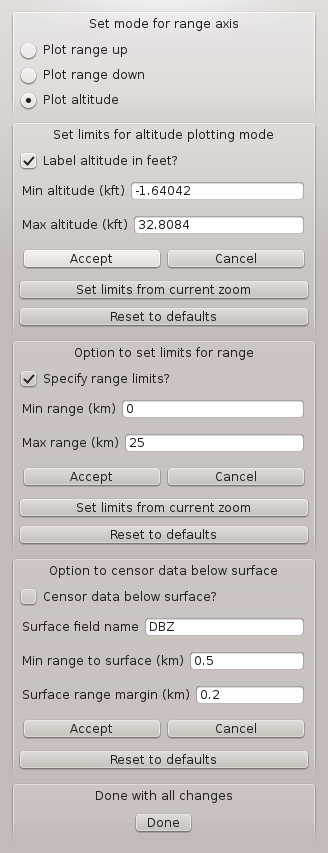 Set mode for range axis
Plot range up
Plot range down
Plot altitude
Set limits for altitude plotting mode
Label altitude in feet?
Min altitude (kft) -1.64042
Max altitude (kft) 32.8084
Accept Cancel
Set limits from current zoom
Reset to defaults
Option to set limits for range
Specify range limits?
Min range (km) 0
Max range (km) 25
Accept Cancel
Set limits from current zoom
Reset to defaults
Option to censor data below surface
Censor data below surface?
Surface field name DBZ
Min range to surface (km) 0.5
Surface range margin (km) 0.2
Accept Cancel
Reset to defaults
Done with all changes
Done